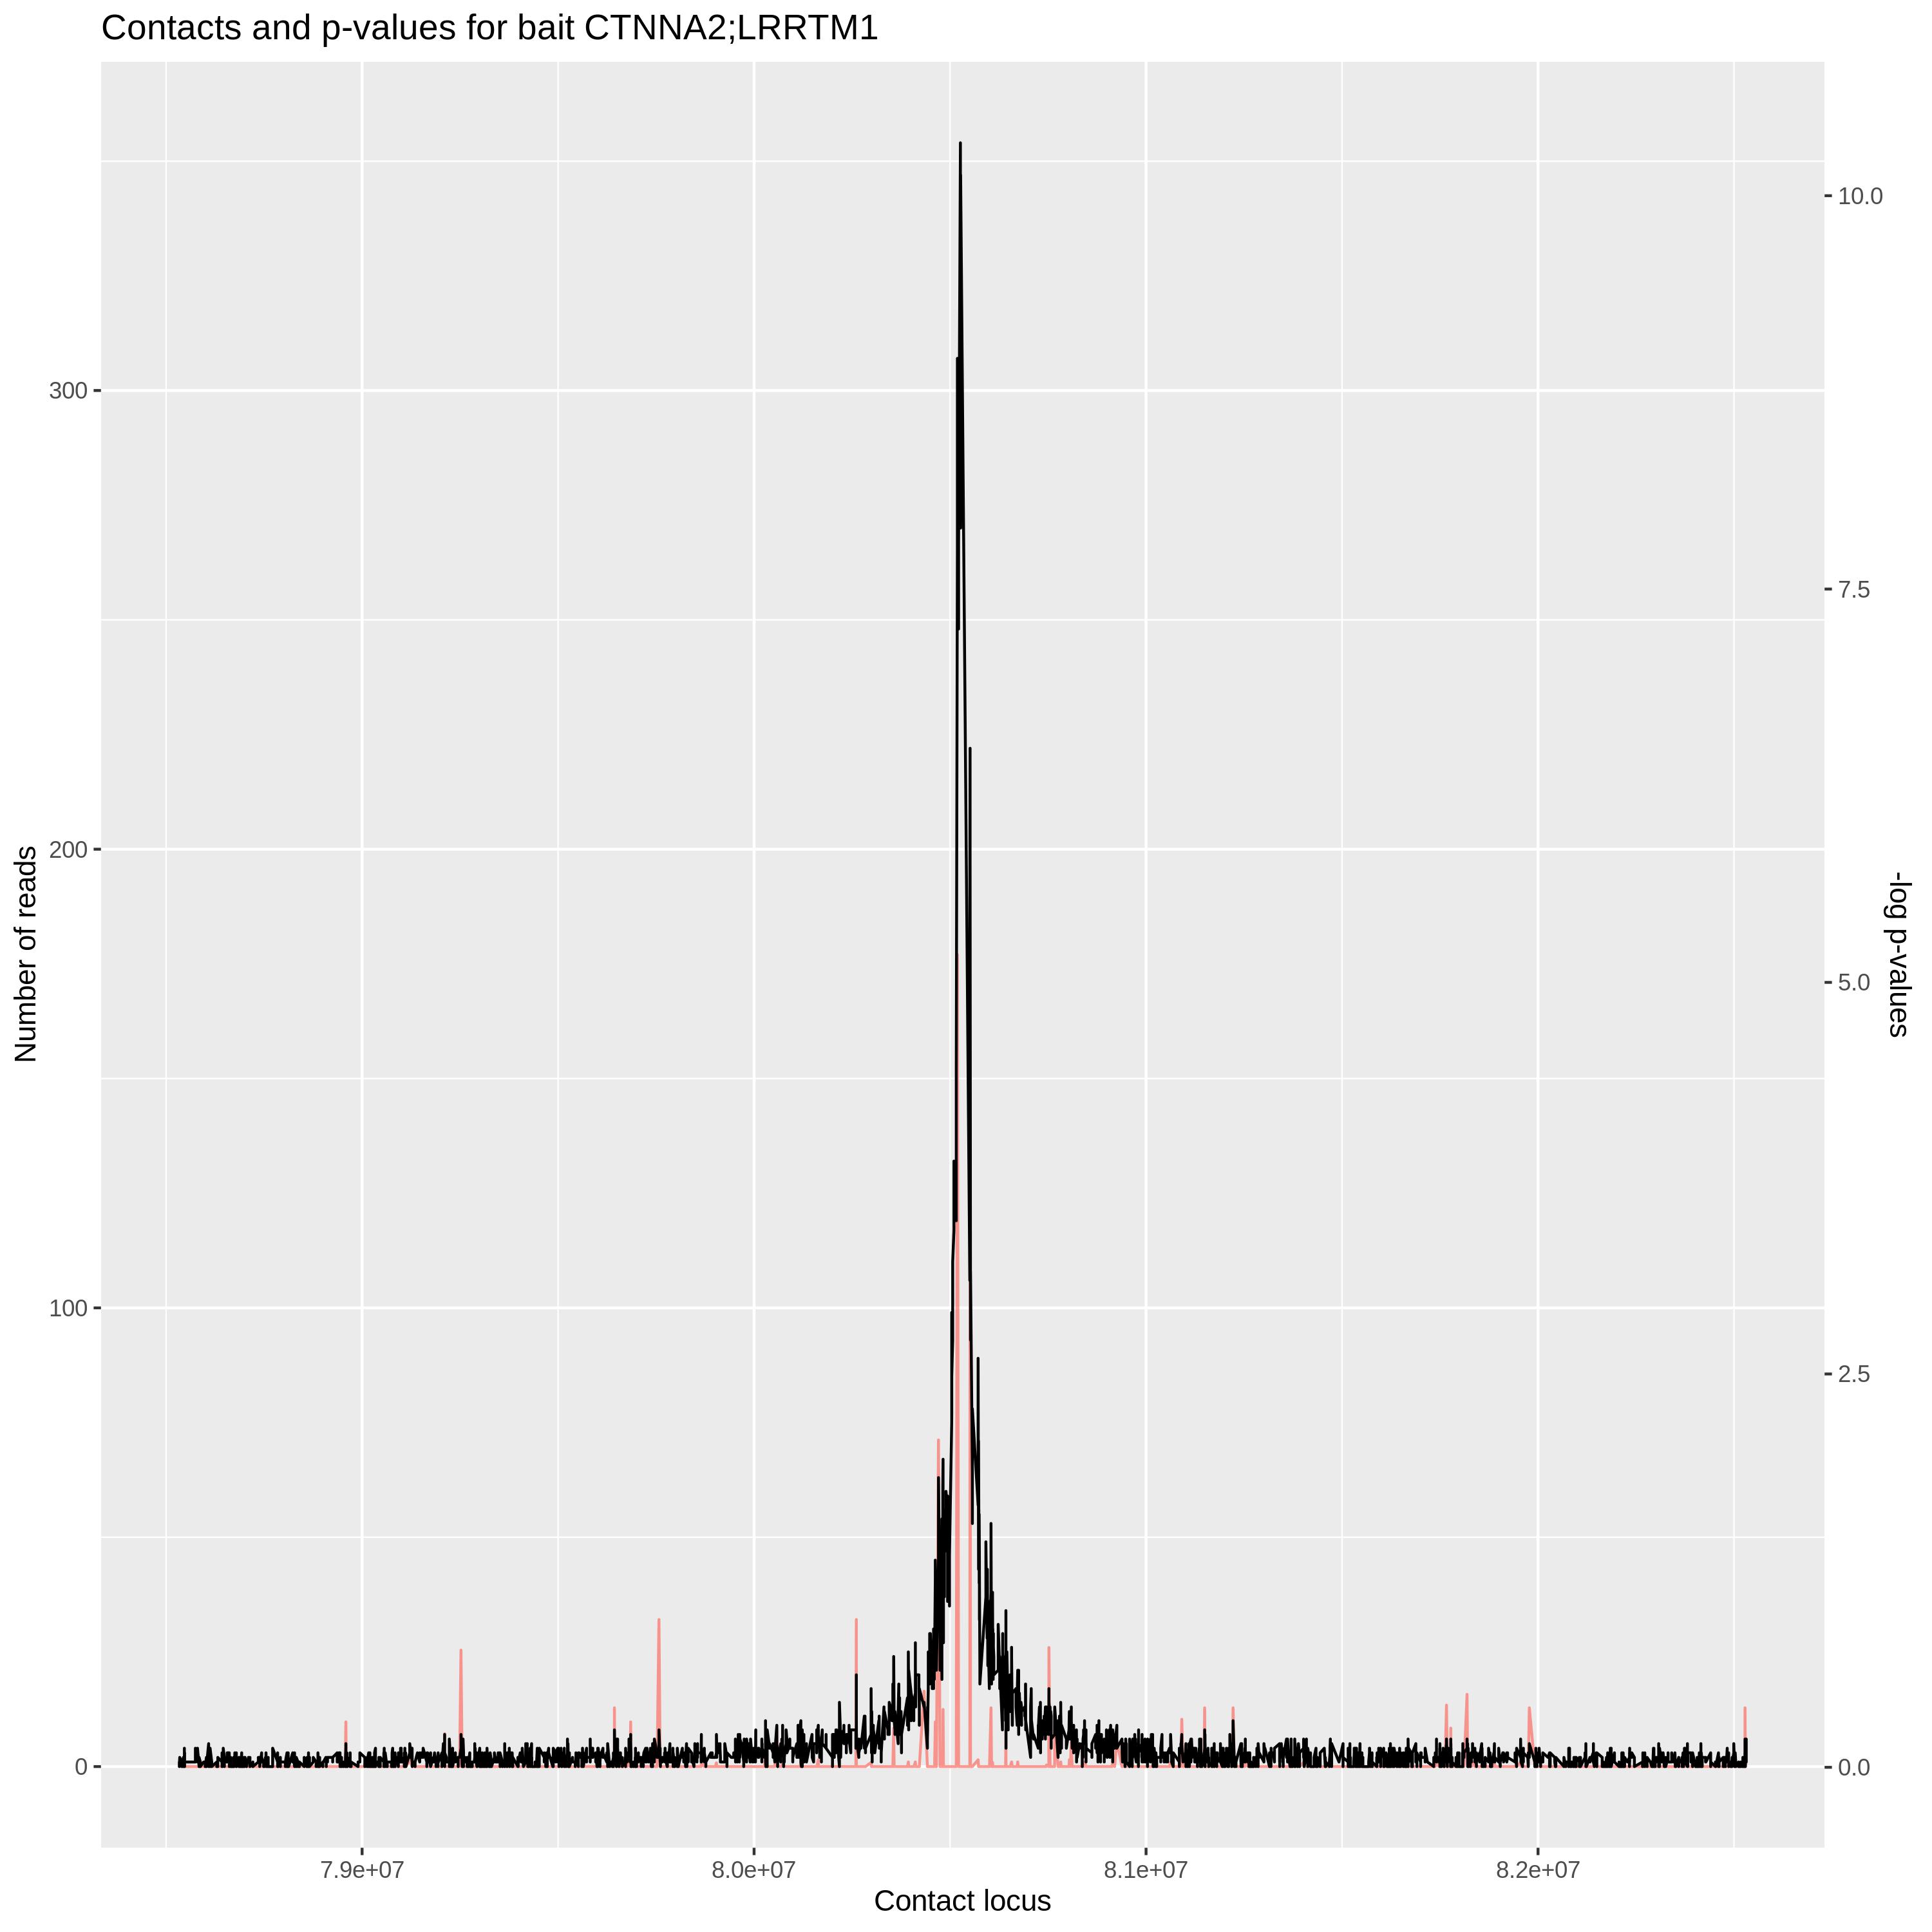 Contacts and p-values for bait CTNNA2;LRRTM1
Number of reads
300
200
100
0
10.0
7.5
5.0
2.5
0.0
-log p-values
7.9e+07
8.0e+07
8.1e+07
8.2e+07
Contact locus